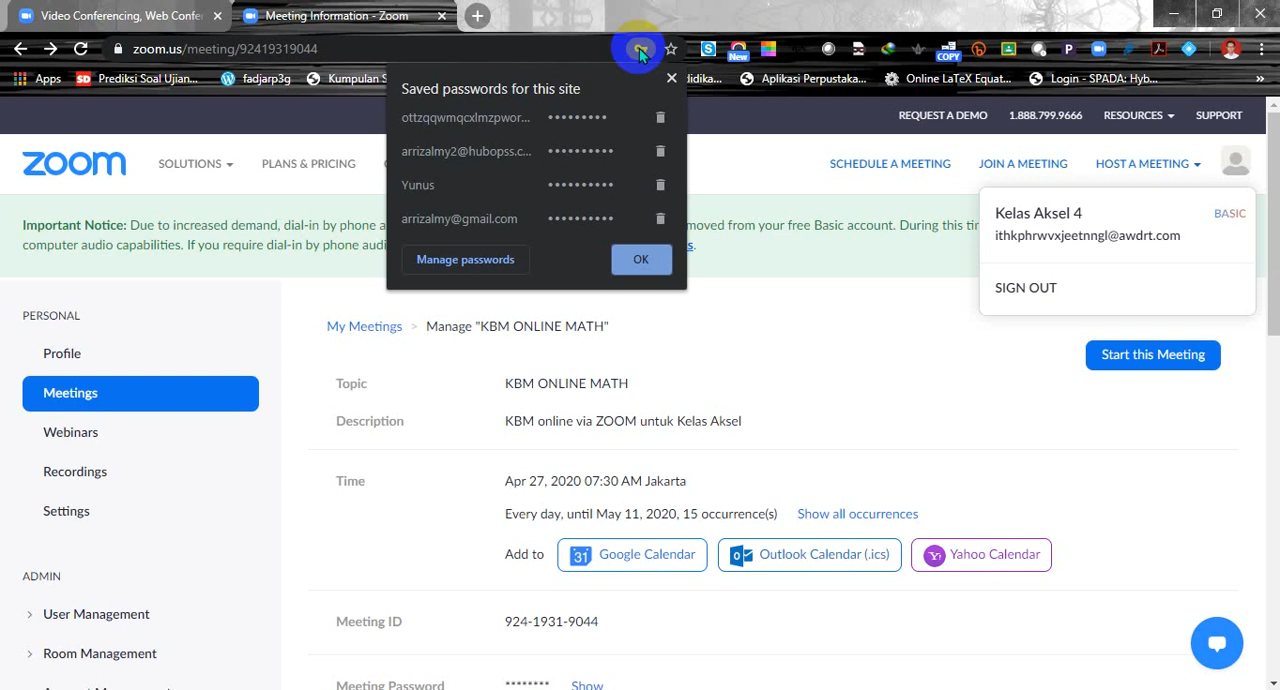 Video Conferencing, Web Confe
Meeting Information - Zoom
zoom.us/meeting/92419319044
New
COPY
Apps
Prediksi Soal Ujian...
fadjarp3g
Kumpulan S
lidika...
Aplikasi Perpustaka...
Online LaTeX Equat...
Login - SPADA: Hyb...
»
Saved passwords for this site
ottzqqwmqcxlmzpwor... •••••••••
arrizalmy2@hubopss.c... ••••••••••
Yunus ••••••••••
arrizalmy@gmail.com ••••••••••
Manage passwords
OK
REQUEST A DEMO
1.888.799.9666
RESOURCES
SUPPORT
zoom
SOLUTIONS
PLANS & PRICING
SCHEDULE A MEETING
JOIN A MEETING
HOST A MEETING
Kelas Aksel 4
BASIC
ithkphrwvxjeetnngl@awdrt.com
SIGN OUT
Important Notice: Due to increased demand, dial-in by phone a
moved from your free Basic account. During this tin
computer audio capabilities. If you require dial-in by phone audi
s.
PERSONAL
Profile
Meetings
Webinars
Recordings
Settings
ADMIN
User Management
Room Management
My Meetings > Manage "KBM ONLINE MATH"
Start this Meeting
Topic KBM ONLINE MATH
Description KBM online via ZOOM untuk Kelas Aksel
Time Apr 27, 2020 07:30 AM Jakarta
Every day, until May 11, 2020, 15 occurrence(s) Show all occurrences
Add to 31 Google Calendar Outlook Calendar (.ics) Yahoo Calendar
Meeting ID 924-1931-9044
Meeting Password ******** Show